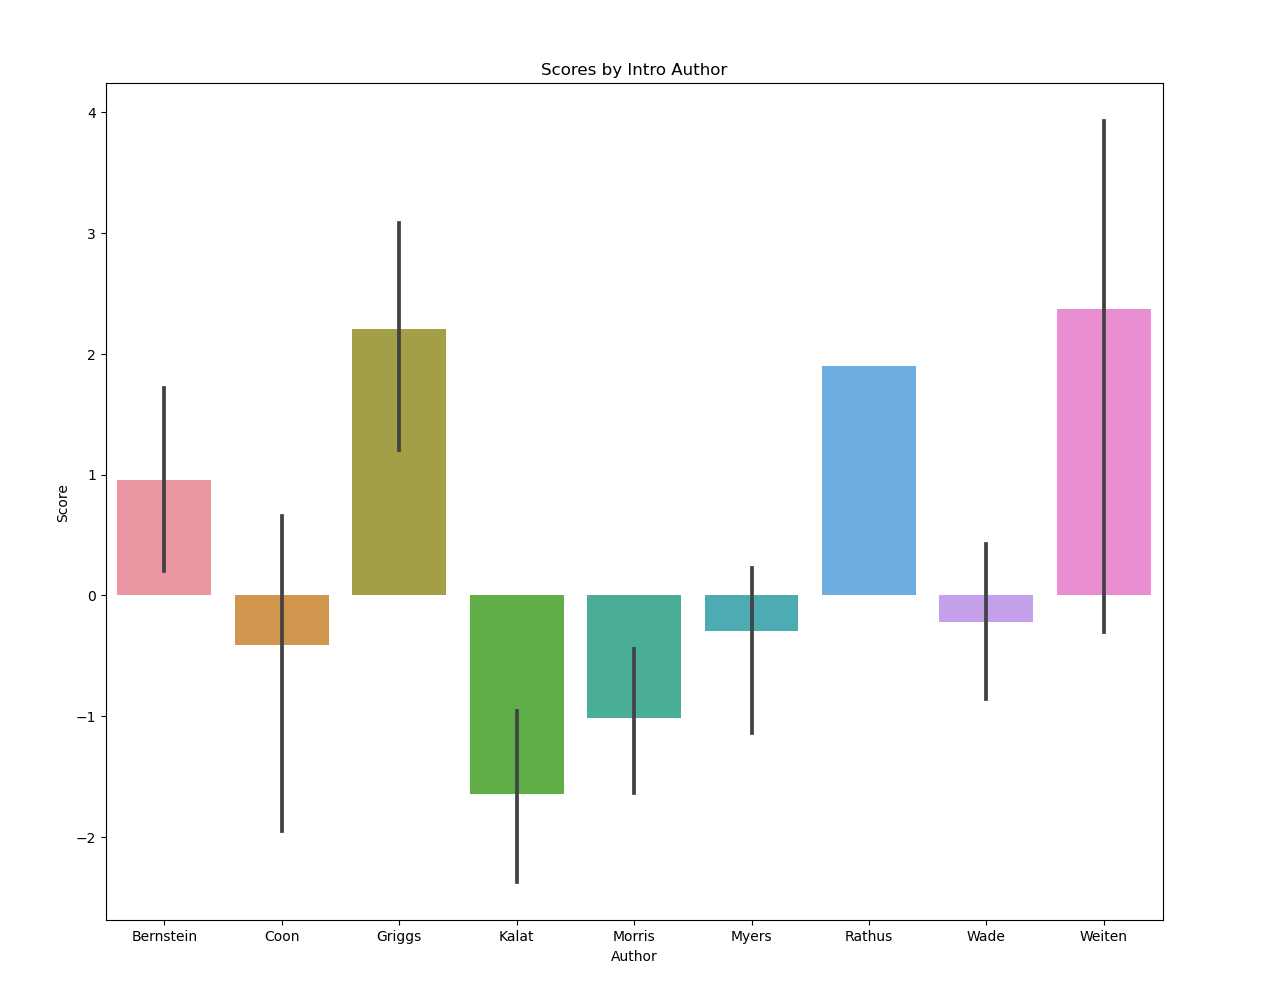 Scores by Intro Author
4
3
2
1
0
−1
−2
Score
Bernstein Coon Griggs Kalat Morris Myers Rathus Wade Weiten
Author